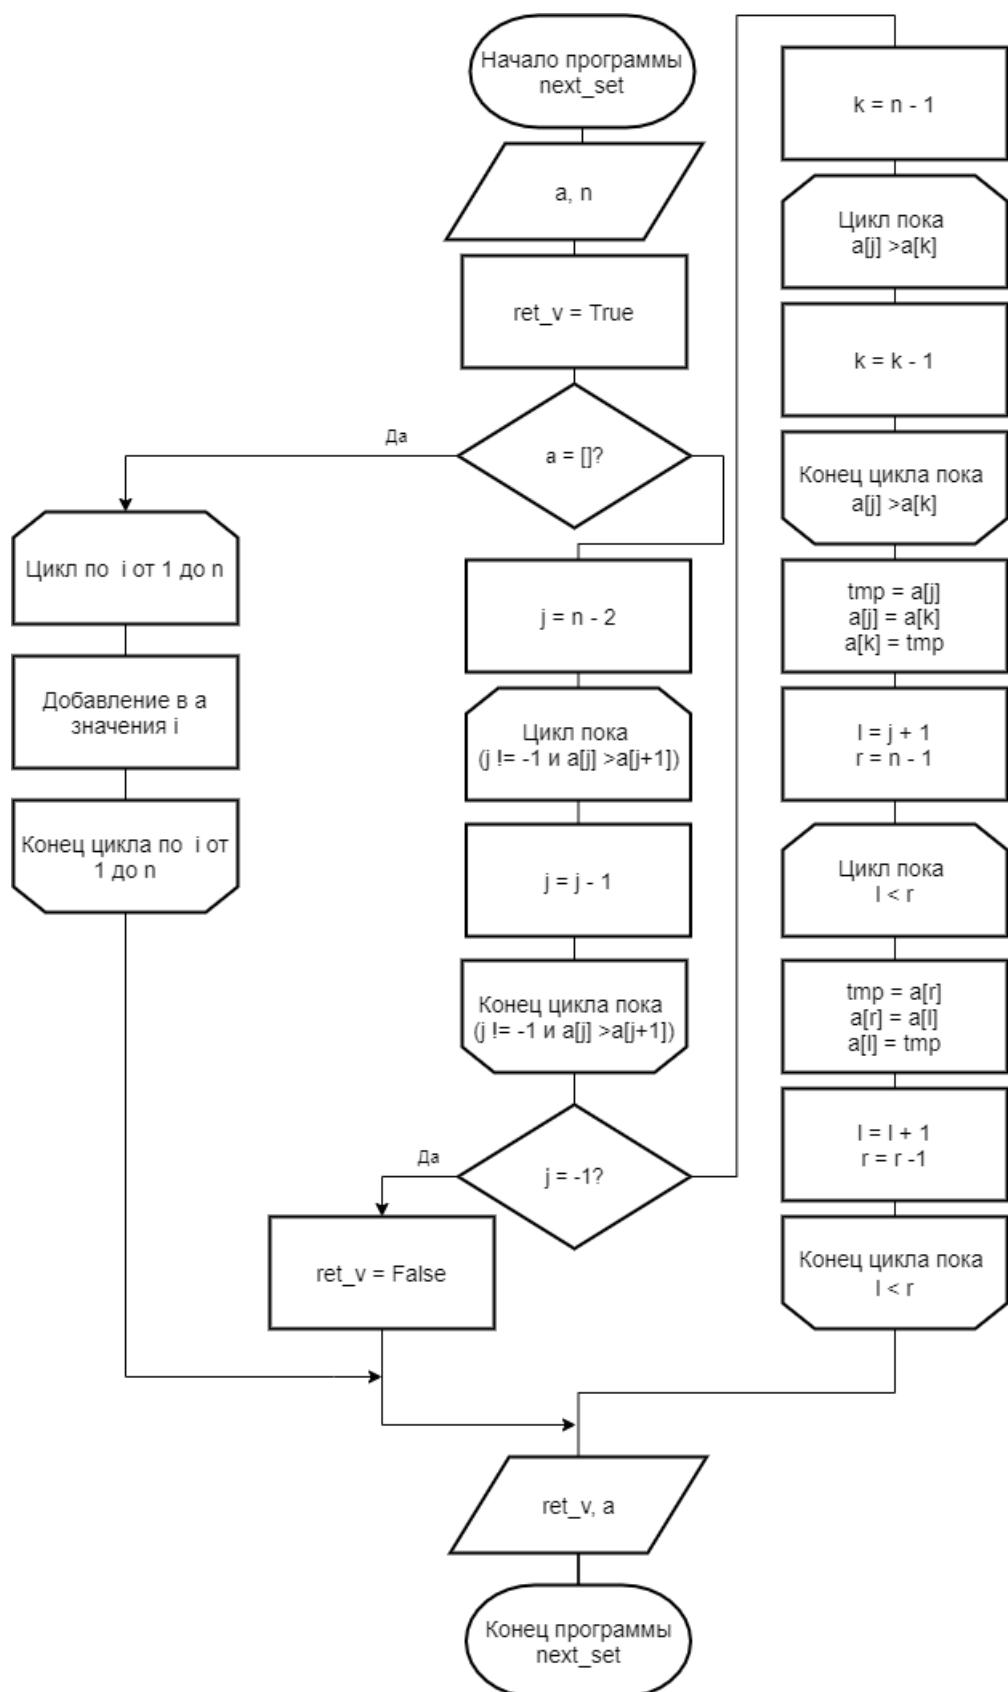 Начало программы
next_set
a, n
ret_v = True
a = []?
Да
Цикл по i от 1 до n
Добавление в a
значения i
Конец цикла по i от
1 до n
j = n - 2
Цикл пока
(j != -1 и a[j] >a[j+1])
j = j - 1
Конец цикла пока
(j != -1 и a[j] >a[j+1])
j = -1?
Да
ret_v = False
k = n - 1
Цикл пока
a[j] >a[k]
k = k - 1
Конец цикла пока
a[j] >a[k]
tmp = a[j]
a[j] = a[k]
a[k] = tmp
l = j + 1
r = n - 1
Цикл пока
l < r
tmp = a[r]
a[r] = a[l]
a[l] = tmp
l = l + 1
r = r -1
Конец цикла пока
l < r
ret_v, a
Конец программы
next_set